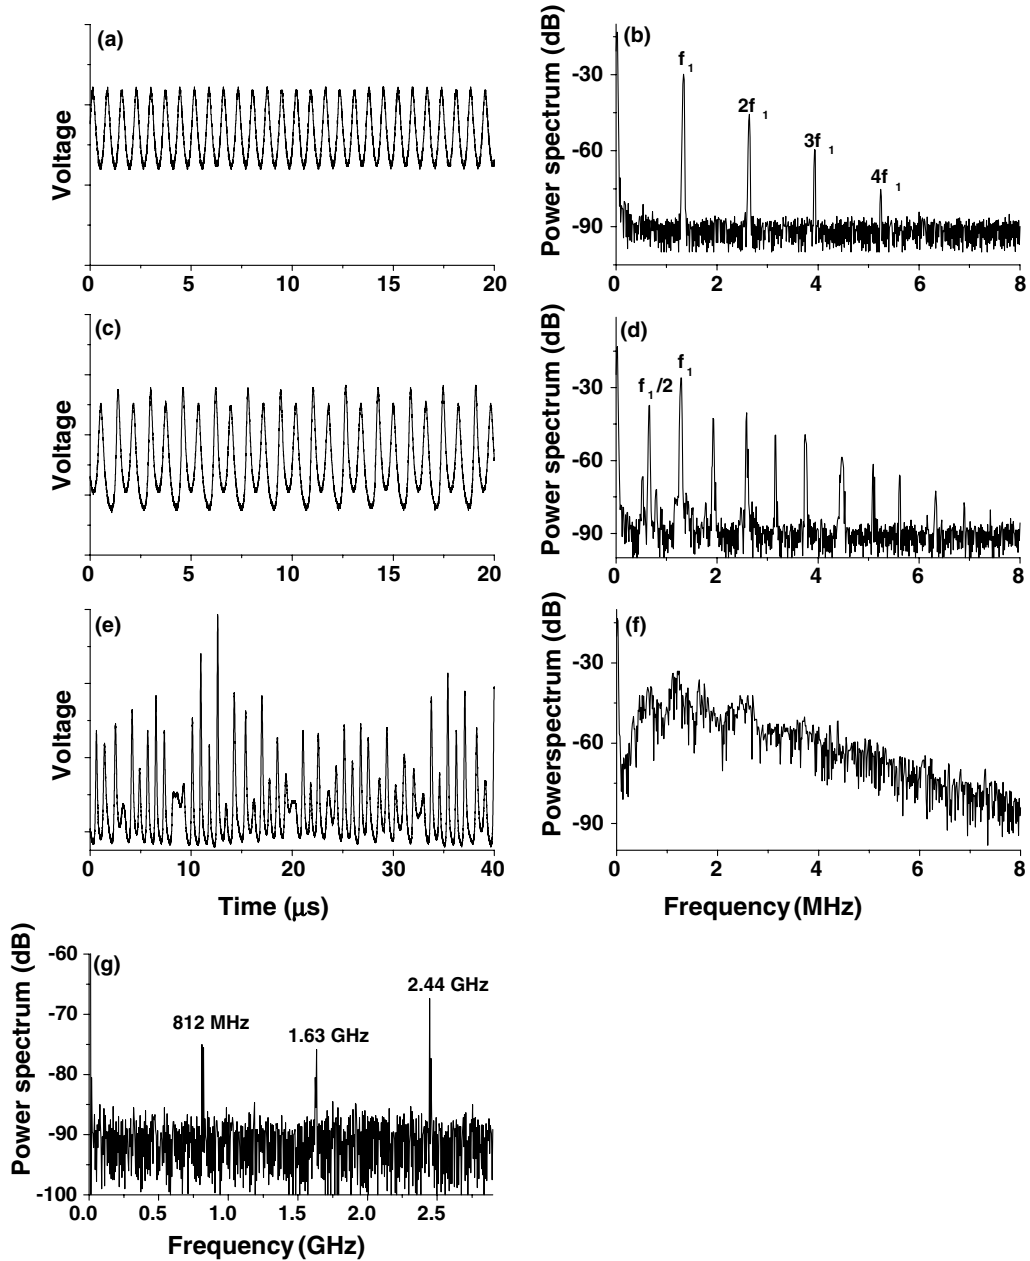 (a)
Voltage
0 5 10 15 20
(b)
Power spectrum (dB)
-30
-60
-90
f1
2f1
3f1
4f1
0 2 4 6 8
(c)
Voltage
0 5 10 15 20
(d)
Power spectrum (dB)
-30
-60
-90
f1/2
f1
0 2 4 6 8
(e)
Voltage
0 10 20 30 40
Time (μs)
(f)
Powerspectrum (dB)
-30
-60
-90
0 2 4 6 8
Frequency (MHz)
(g)
Power spectrum (dB)
-60
-70
-80
-90
-100
812 MHz
1.63 GHz
2.44 GHz
0.0 0.5 1.0 1.5 2.0 2.5
Frequency (GHz)